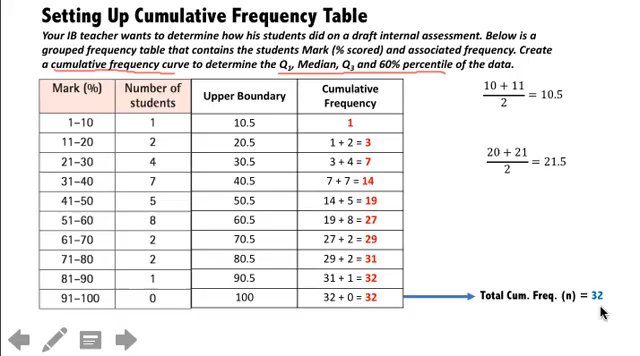 Setting Up Cumulative Frequency Table
Your IB teacher wants to determine how his students did on a draft internal assessment. Below is a
grouped frequency table that contains the students Mark (% scored) and associated frequency. Create
a cumulative frequency curve to determine the Q1, Median, Q3 and 60% percentile of the data.
Mark (%) Number of students Upper Boundary Cumulative Frequency
1–10 1 10.5 1
11–20 2 20.5 1 + 2 = 3
21–30 4 30.5 3 + 4 = 7
31–40 7 40.5 7 + 7 = 14
41–50 5 50.5 14 + 5 = 19
51–60 8 60.5 19 + 8 = 27
61–70 2 70.5 27 + 2 = 29
71–80 2 80.5 29 + 2 = 31
81–90 1 90.5 31 + 1 = 32
91–100 0 100 32 + 0 = 32
10 + 11
2
= 10.5
20 + 21
2
= 21.5
Total Cum. Freq. (n) = 32